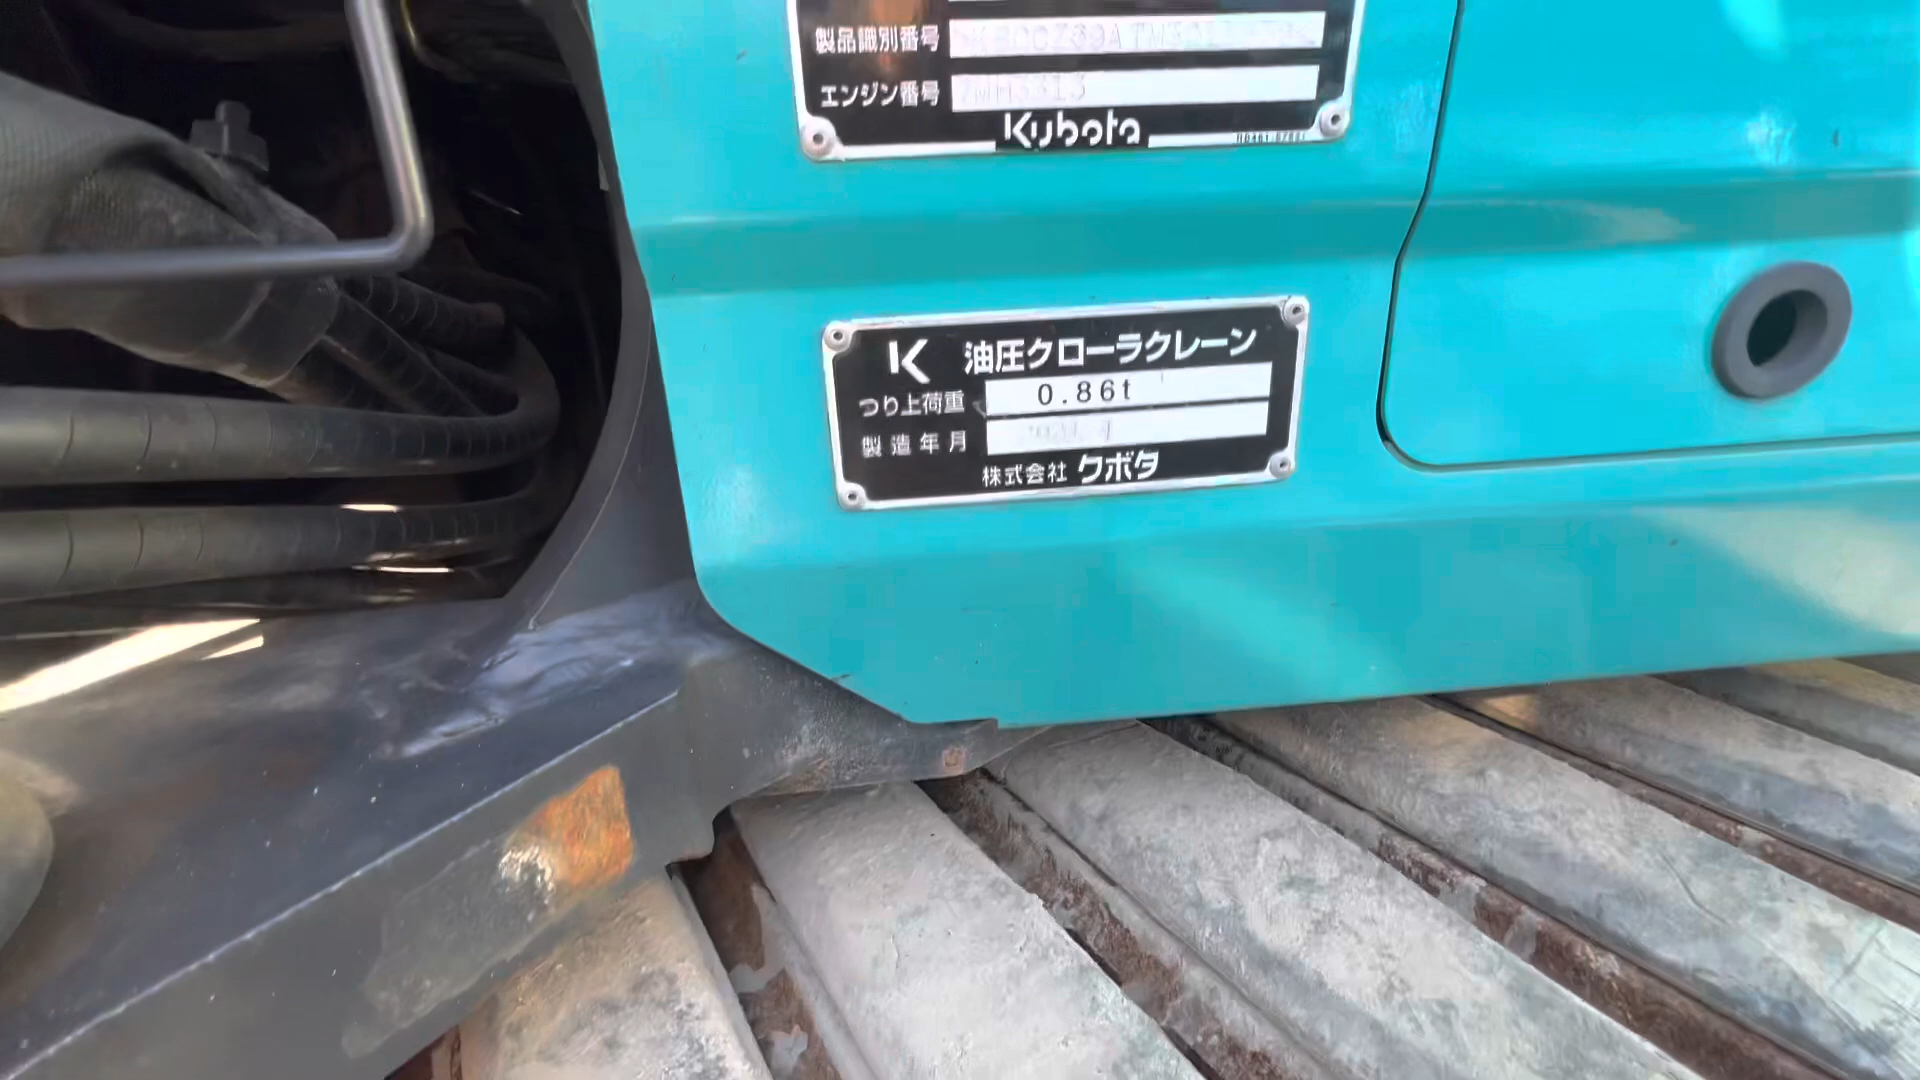 製品識別番号
エンジン番号 7WH3313
Kubota
K 油圧クローラクレーン
つり上荷重 0.86t
製造年月
株式会社 クボタ